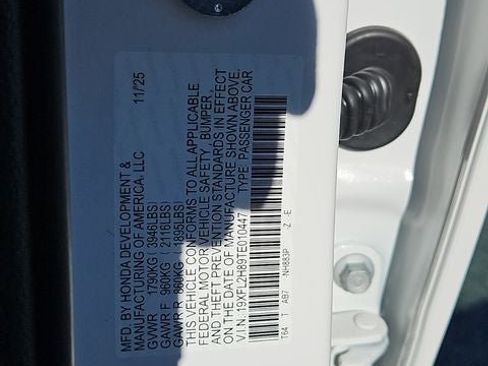 MFD. BY HONDA DEVELOPMENT &
MANUFACTURING OF AMERICA, LLC 11/'25
GVWR 1790KG( 3946LBS)
GAWR F 960KG( 2116LBS)
GAWR R 860KG( 1895LBS)
THIS VEHICLE CONFORMS TO ALL APPLICABLE
FEDERAL MOTOR VEHICLE SAFETY, BUMPER,
AND THEFT PREVENTION STANDARDS IN EFFECT
ON THE DATE OF MANUFACTURE SHOWN ABOVE.
V.I.N. 19XFL2H89TE010447 TYPE PASSENGER CAR
T64 T AB7 NH883P Z -E